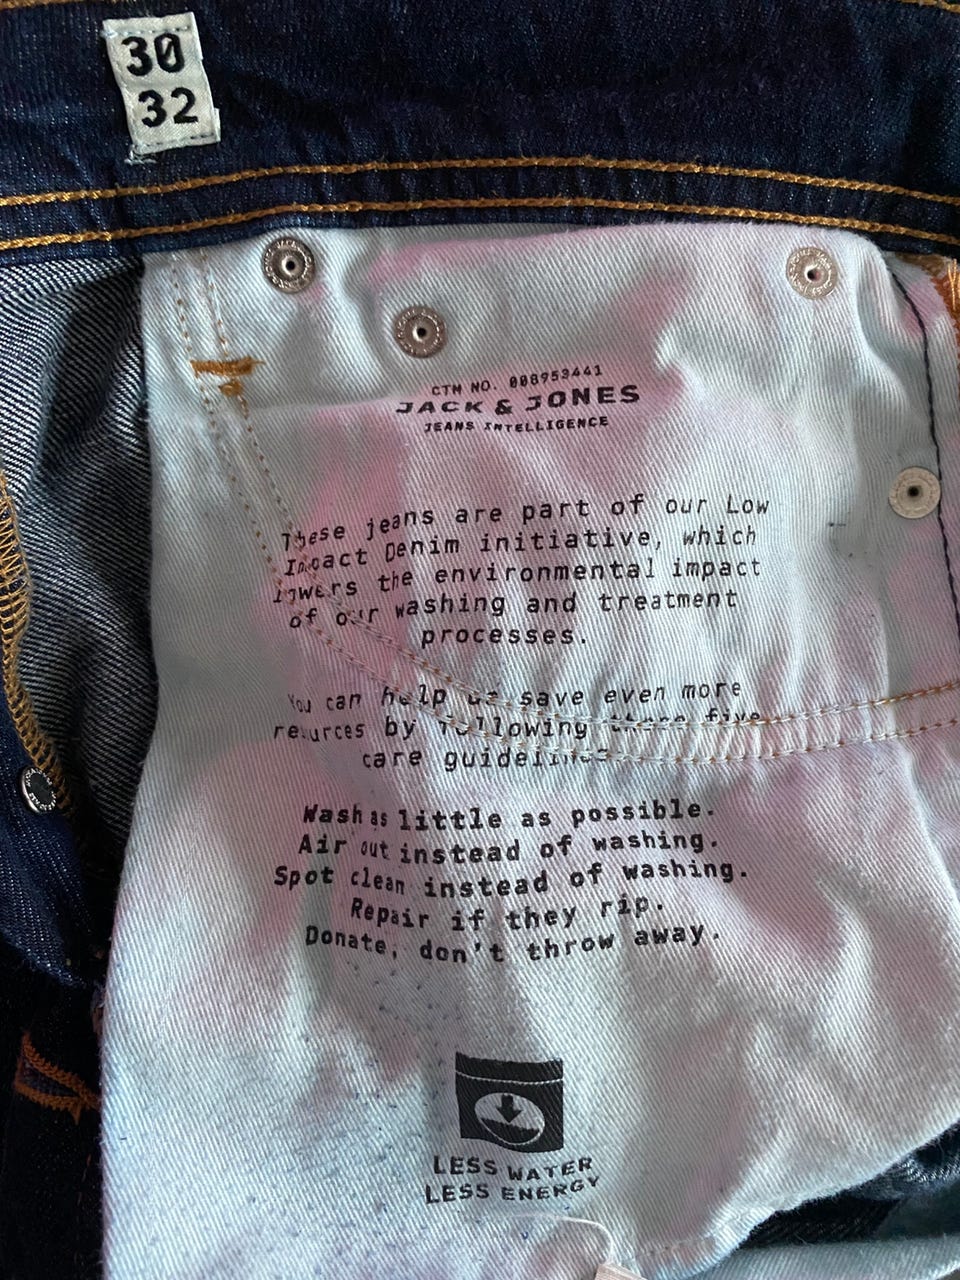 30
32
CTM NO. 008953441
JACK & JONES
JEANS INTELLIGENCE
These jeans are part of our Low
Impact Denim initiative, which
lowers the environmental impact
of our washing and treatment
processes.
You can help us save even more
by following these five
care guidelines
Wash as little as possible.
Air out instead of washing.
Spot clean instead of washing.
Repair if they rip.
Donate, don't throw away.
LESS WATER
LESS ENERGY